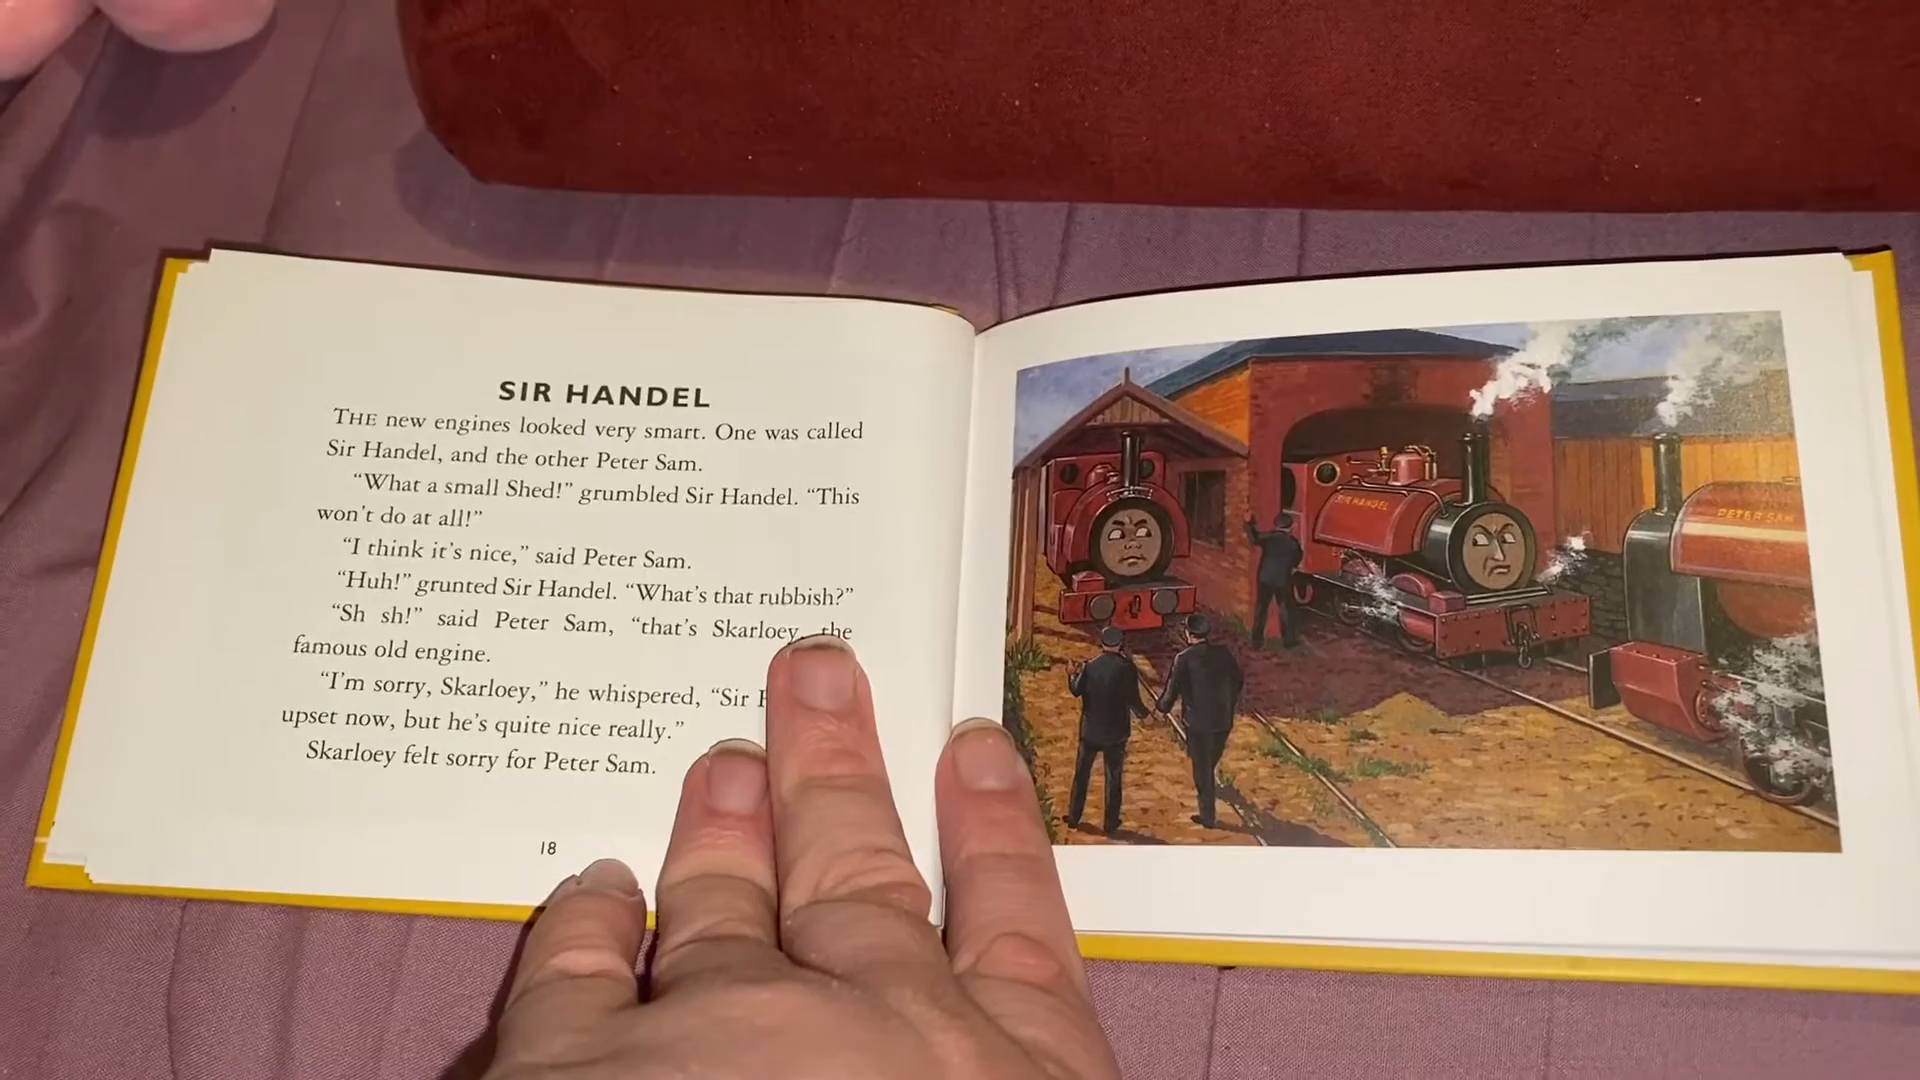 SIR HANDEL
THE new engines looked very smart. One was called
Sir Handel, and the other Peter Sam.
“What a small Shed!” grumbled Sir Handel. “This
won't do at all!”
“I think it's nice,” said Peter Sam.
“Huh!” grunted Sir Handel. “What's that rubbish?”
“Sh sh!” said Peter Sam, “that's Skarloey, the
famous old engine.
“I'm sorry, Skarloey,” he whispered, “Sir
upset now, but he's quite nice really.”
Skarloey felt sorry for Peter Sam.
18
SIR HANDEL
PETER SAM